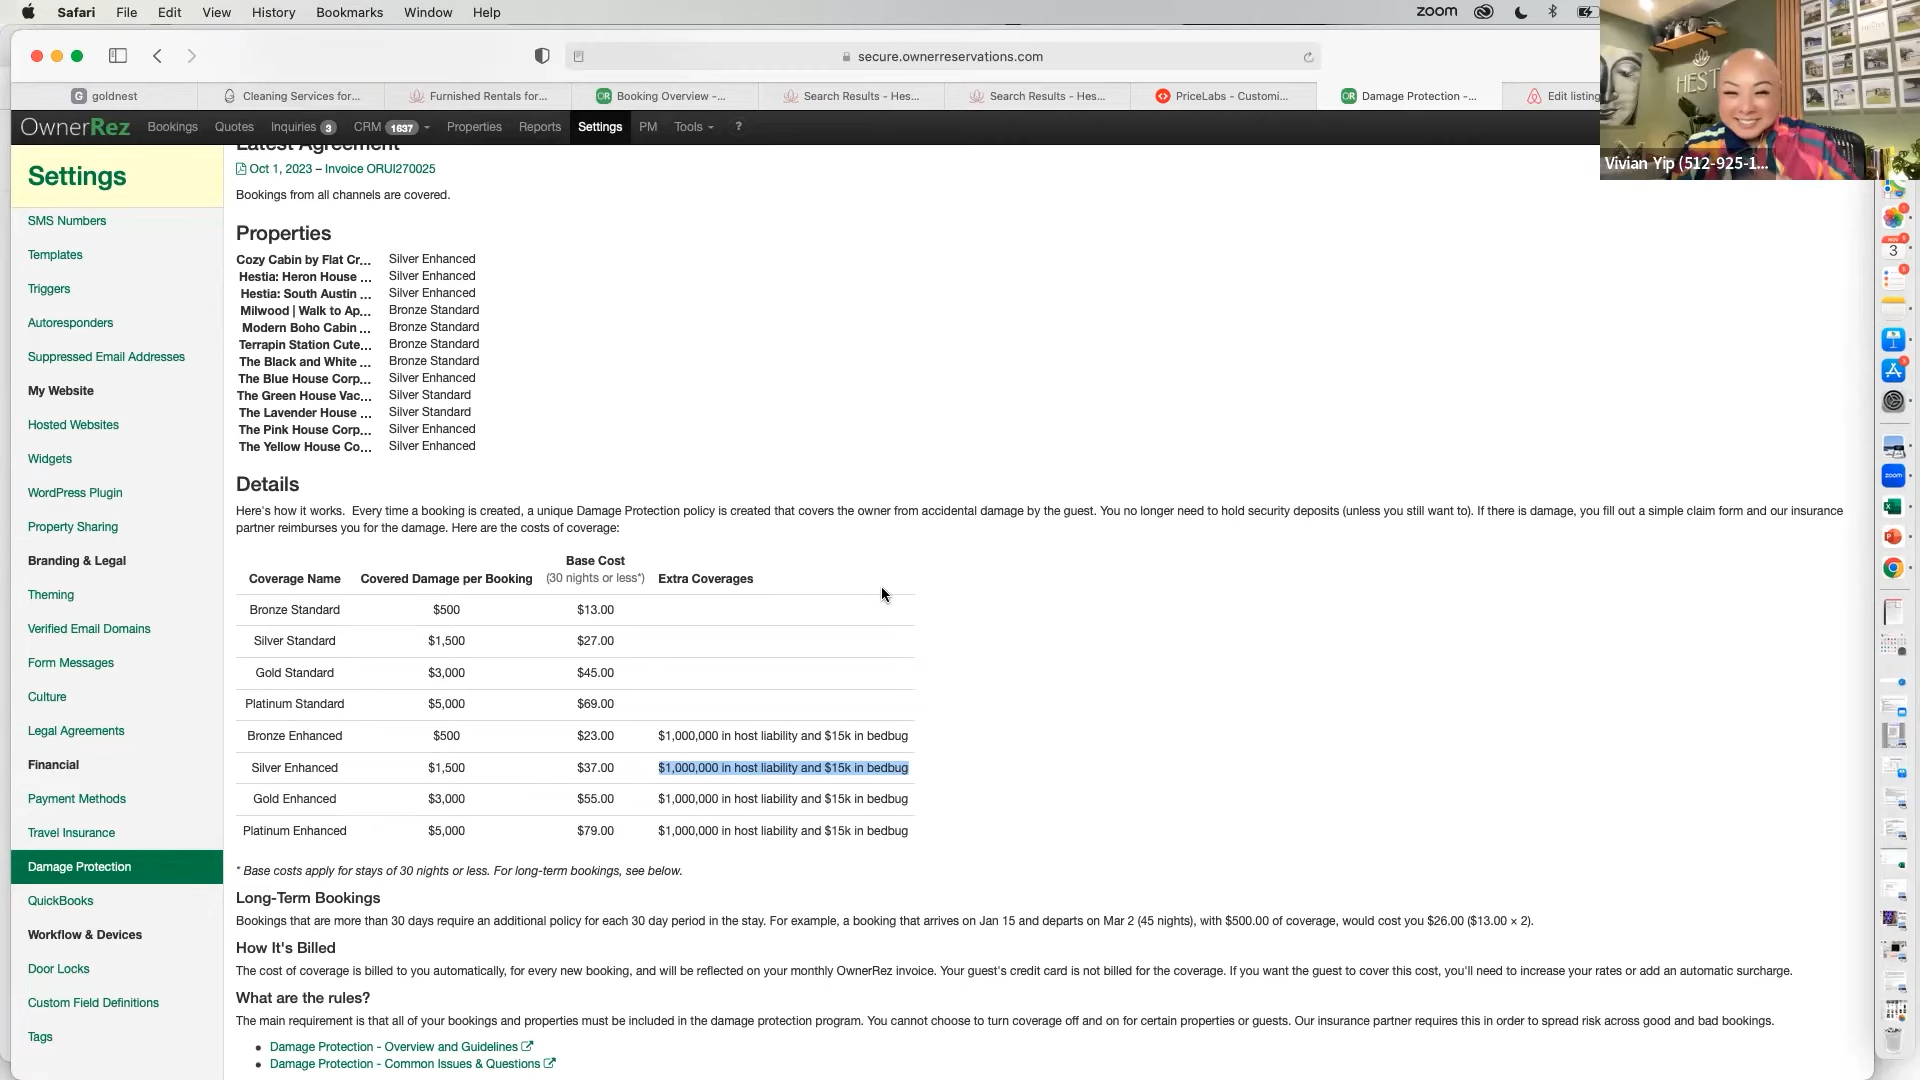 Safari File Edit View History Bookmarks Window Help
zoom
secure.ownerreservations.com
goldnest
Cleaning Services for...
Furnished Rentals for...
OR Booking Overview -...
Search Results - Hes...
Search Results - Hes...
PriceLabs - Customi...
OR Damage Protection -...
Edit listing
HEST
Vivian Yip (512-925-1...
OwnerRez Bookings Quotes Inquiries 3 CRM 1637 Properties Reports Settings PM Tools ?
Settings
SMS Numbers
Templates
Triggers
Autoresponders
Suppressed Email Addresses
My Website
Hosted Websites
Widgets
WordPress Plugin
Property Sharing
Branding & Legal
Theming
Verified Email Domains
Form Messages
Culture
Legal Agreements
Financial
Payment Methods
Travel Insurance
Damage Protection
QuickBooks
Workflow & Devices
Door Locks
Custom Field Definitions
Tags
Latest Agreement
Oct 1, 2023 – Invoice ORUI270025
Bookings from all channels are covered.
Properties
Cozy Cabin by Flat Cr... Silver Enhanced
Hestia: Heron House ... Silver Enhanced
Hestia: South Austin ... Silver Enhanced
Milwood | Walk to Ap... Bronze Standard
Modern Boho Cabin ... Bronze Standard
Terrapin Station Cute... Bronze Standard
The Black and White ... Bronze Standard
The Blue House Corp... Silver Enhanced
The Green House Vac... Silver Standard
The Lavender House ... Silver Standard
The Pink House Corp... Silver Enhanced
The Yellow House Co... Silver Enhanced
Details
Here's how it works. Every time a booking is created, a unique Damage Protection policy is created that covers the owner from accidental damage by the guest. You no longer need to hold security deposits (unless you still want to). If there is damage, you fill out a simple claim form and our insurance
partner reimburses you for the damage. Here are the costs of coverage:
Coverage Name Covered Damage per Booking Base Cost (30 nights or less*) Extra Coverages
Bronze Standard $500 $13.00
Silver Standard $1,500 $27.00
Gold Standard $3,000 $45.00
Platinum Standard $5,000 $69.00
Bronze Enhanced $500 $23.00 $1,000,000 in host liability and $15k in bedbug
Silver Enhanced $1,500 $37.00 $1,000,000 in host liability and $15k in bedbug
Gold Enhanced $3,000 $55.00 $1,000,000 in host liability and $15k in bedbug
Platinum Enhanced $5,000 $79.00 $1,000,000 in host liability and $15k in bedbug
* Base costs apply for stays of 30 nights or less. For long-term bookings, see below.
Long-Term Bookings
Bookings that are more than 30 days require an additional policy for each 30 day period in the stay. For example, a booking that arrives on Jan 15 and departs on Mar 2 (45 nights), with $500.00 of coverage, would cost you $26.00 ($13.00 × 2).
How It's Billed
The cost of coverage is billed to you automatically, for every new booking, and will be reflected on your monthly OwnerRez invoice. Your guest's credit card is not billed for the coverage. If you want the guest to cover this cost, you'll need to increase your rates or add an automatic surcharge.
What are the rules?
The main requirement is that all of your bookings and properties must be included in the damage protection program. You cannot choose to turn coverage off and on for certain properties or guests. Our insurance partner requires this in order to spread risk across good and bad bookings.
Damage Protection - Overview and Guidelines
Damage Protection - Common Issues & Questions
3
zoom